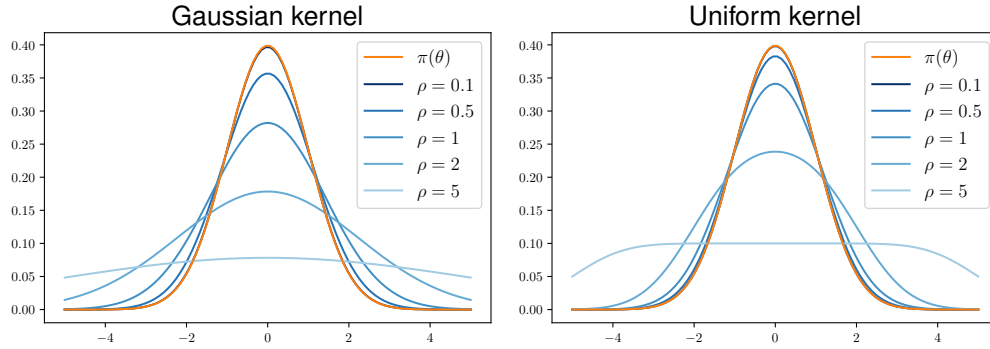 Gaussian kernel
0.40
0.35
0.30
0.25
0.20
0.15
0.10
0.05
0.00
−4
−2
0
2
4
π(θ)
ρ = 0.1
ρ = 0.5
ρ = 1
ρ = 2
ρ = 5
Uniform kernel
0.40
0.35
0.30
0.25
0.20
0.15
0.10
0.05
0.00
−4
−2
0
2
4
π(θ)
ρ = 0.1
ρ = 0.5
ρ = 1
ρ = 2
ρ = 5